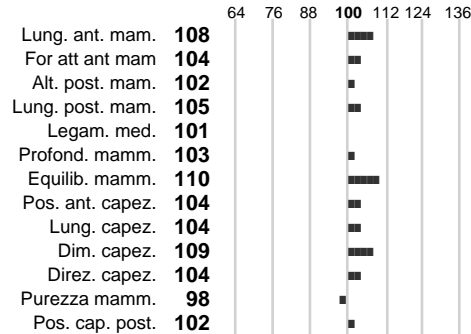 64 76 88 100 112 124 136
Lung. ant. mam. 108
For att ant mam 104
Alt. post. mam. 102
Lung. post. mam. 105
Legam. med. 101
Profond. mamm. 103
Equilib. mamm. 110
Pos. ant. capez. 104
Lung. capez. 104
Dim. capez. 109
Direz. capez. 104
Purezza mamm. 98
Pos. cap. post. 102